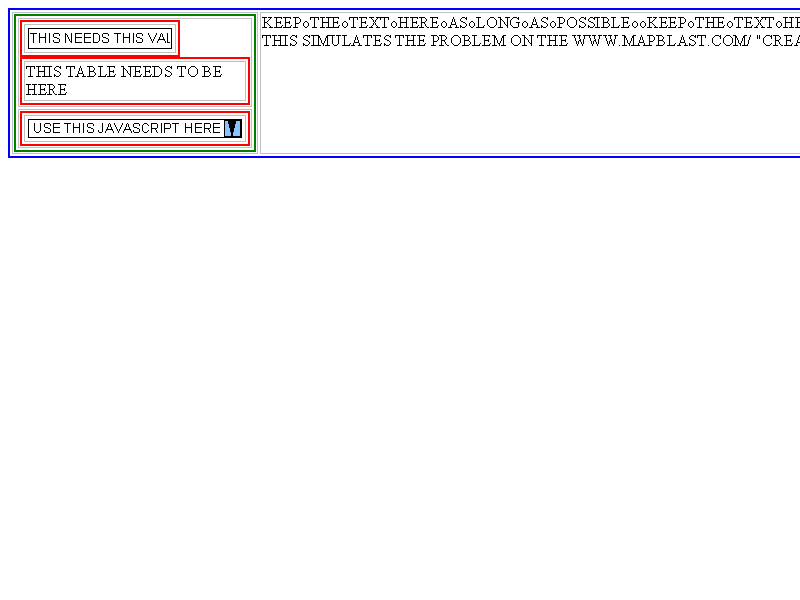 THIS NEEDS THIS VAL
THIS TABLE NEEDS TO BE
HERE
USE THIS JAVASCRIPT HERE
KEEPoTHEoTEXToHEREoASoLONGoASoPOSSIBLEooKEEPoTHEoTEXToHE
THIS SIMULATES THE PROBLEM ON THE WWW.MAPBLAST.COM/ "CREA